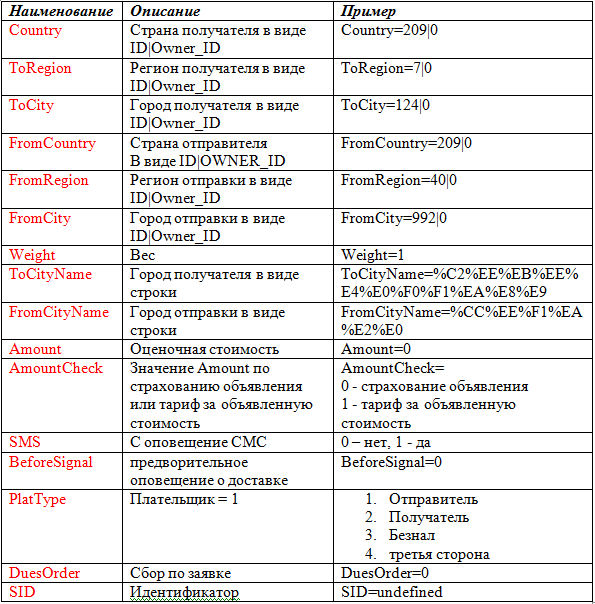 Наименование Описание Пример
Country Страна получателя в виде Country=209|0
ID|Owner_ID
ToRegion Регион получателя в виде ToRegion=7|0
ID|Owner_ID
ToCity Город получателя в виде ToCity=124|0
ID|Owner_ID
FromCountry Страна отправителя FromCountry=209|0
В виде ID|OWNER_ID
FromRegion Регион отправки в виде FromRegion=40|0
ID|Owner_ID
FromCity Город отправки в виде FromCity=992|0
ID|Owner_ID
Weight Вес Weight=1
ToCityName Город получателя в виде ToCityName=%C2%EE%EB%EE%
строки E4%E0%F0%F1%EA%E8%E9
FromCityName Город отправки в виде FromCityName=%CC%EE%F1%EA
строки %E2%E0
Amount Оценочная стоимость Amount=0
AmountCheck Значение Amount по AmountCheck=
страхованию объявления 0 - страхование объявления
или тариф за объявленную 1 - тариф за объявленную
стоимость стоимость
SMS С оповещение СМС 0 – нет, 1 - да
BeforeSignal предворительное BeforeSignal=0
оповещение о доставке
PlatType Плательщик = 1 1. Отправитель
2. Получатель
3. Безнал
4. третья сторона
DuesOrder Сбор по заявке DuesOrder=0
SID Идентификатор SID=undefined